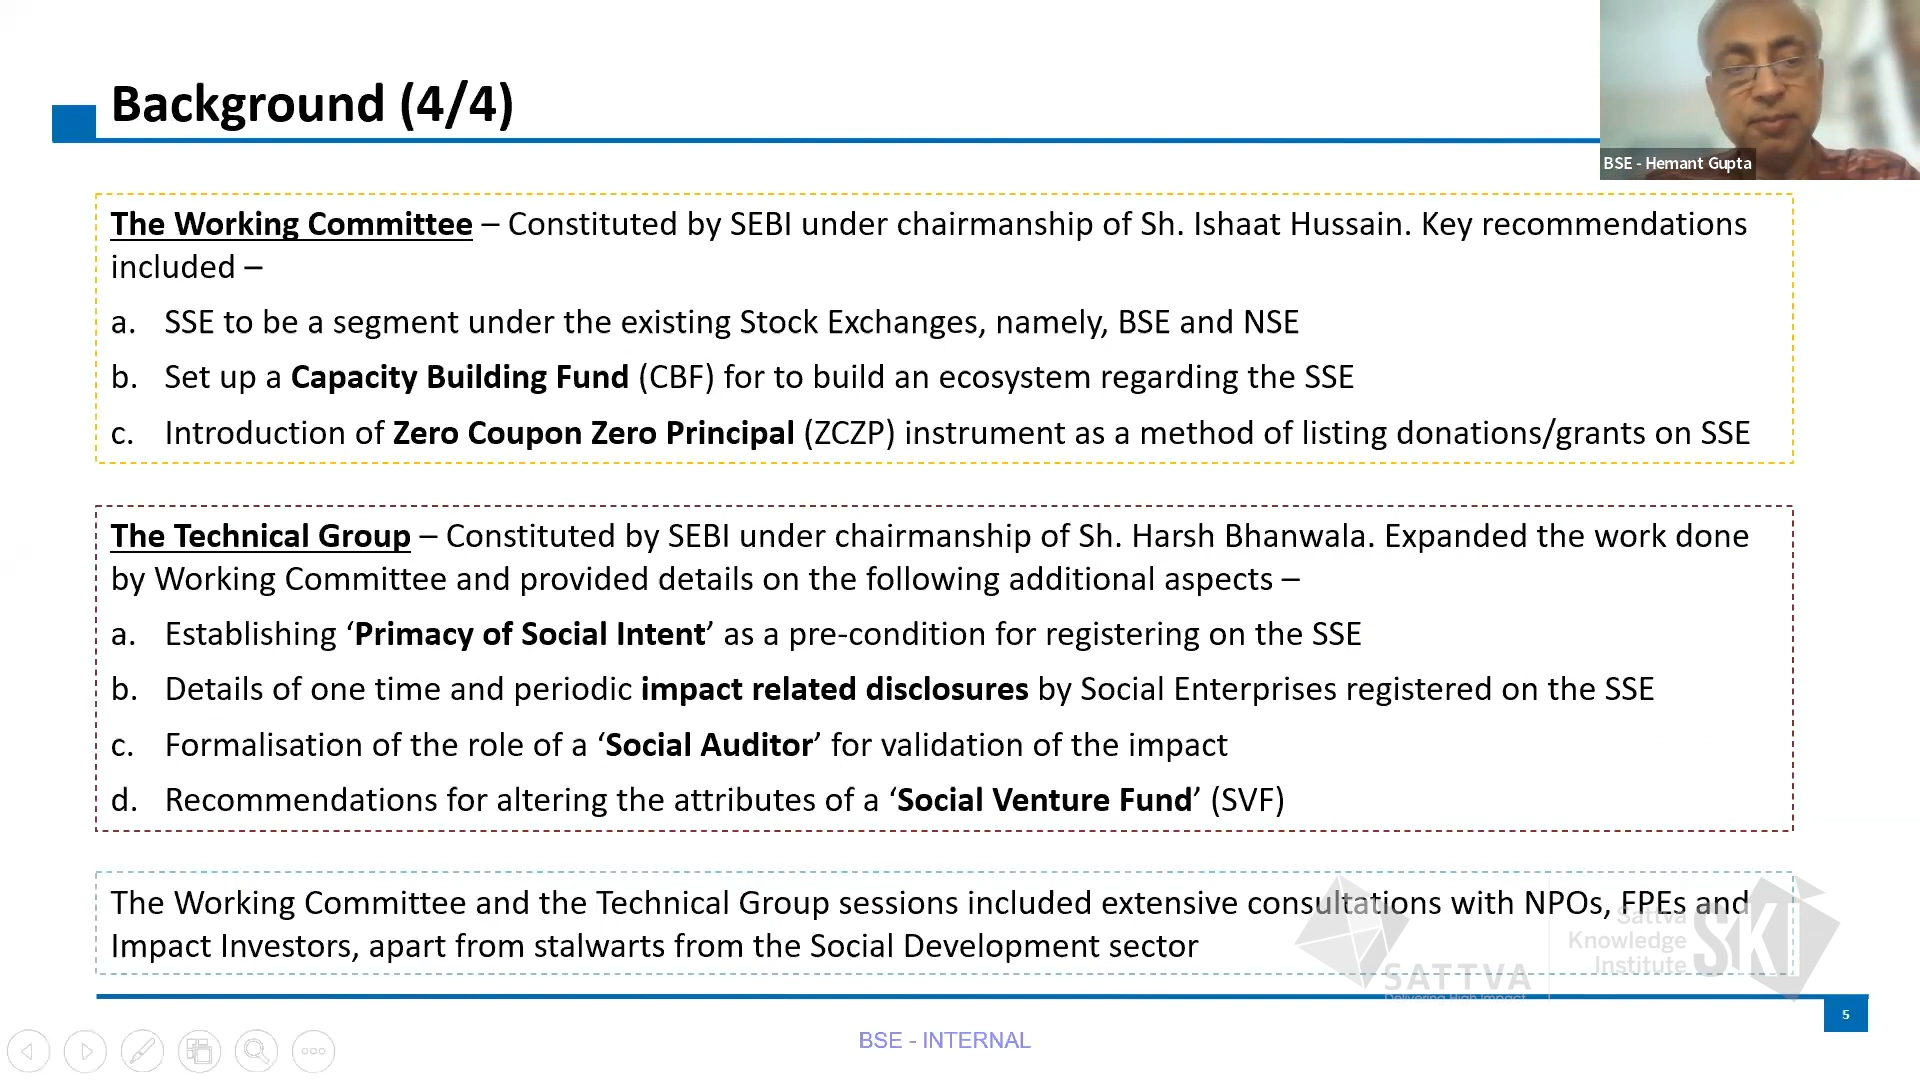 Background (4/4)
BSE - Hemant Gupta
The Working Committee – Constituted by SEBI under chairmanship of Sh. Ishaat Hussain. Key recommendations
included –
a. SSE to be a segment under the existing Stock Exchanges, namely, BSE and NSE
b. Set up a Capacity Building Fund (CBF) for to build an ecosystem regarding the SSE
c. Introduction of Zero Coupon Zero Principal (ZCZP) instrument as a method of listing donations/grants on SSE
The Technical Group – Constituted by SEBI under chairmanship of Sh. Harsh Bhanwala. Expanded the work done
by Working Committee and provided details on the following additional aspects –
a. Establishing ‘Primacy of Social Intent’ as a pre-condition for registering on the SSE
b. Details of one time and periodic impact related disclosures by Social Enterprises registered on the SSE
c. Formalisation of the role of a ‘Social Auditor’ for validation of the impact
d. Recommendations for altering the attributes of a ‘Social Venture Fund’ (SVF)
The Working Committee and the Technical Group sessions included extensive consultations with NPOs, FPEs and
Impact Investors, apart from stalwarts from the Social Development sector
SATTVA
Delivering High Impact
Sattva
Knowledge
Institute
SKI
5
BSE - INTERNAL